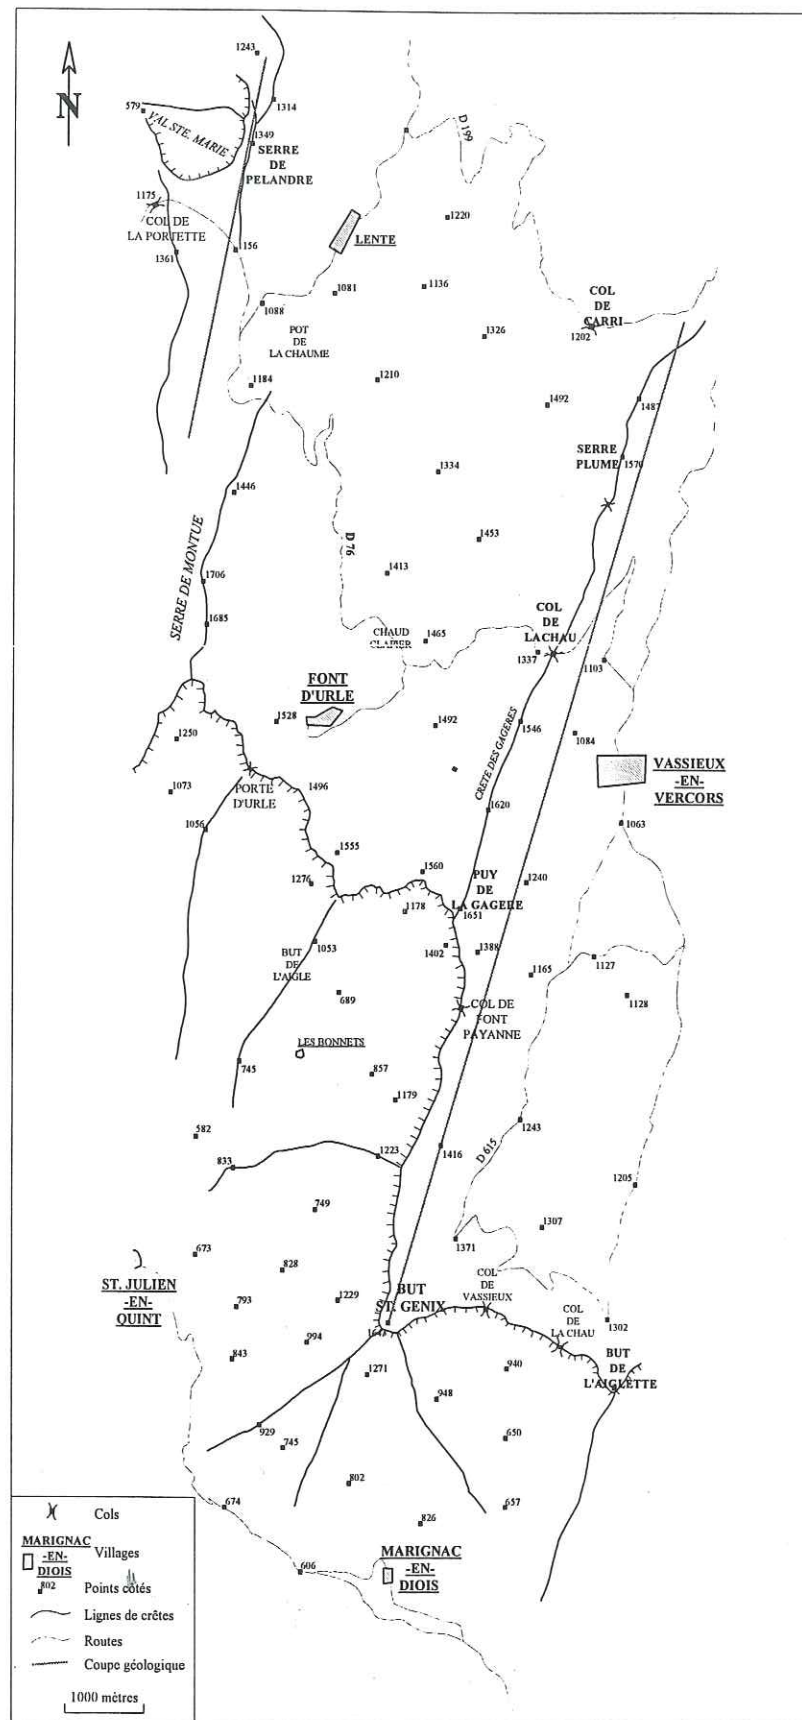 1243
579
1314
VAL STE. MARIE
1349
SERRE
DE
PELANDRE
D 199
N
1175
COL DE
LA PORTETTE
1220
LENTE
1361
156
1081
1136
1088
COL
DE
CARRI
1202
POT
DE
LA CHAUME
1326
1184
1210
1492
1487
SERRE
PLUME
1570
1334
1446
SERRE DE MONTUE
D 76
1453
1413
1706
1685
COL
DE
LACHAU
1337
CHAUD
CLAPIER
1465
1103
FONT
D'URLE
1528
1492
CRETE DES GAGERES
1546
1084
1250
VASSIEUX
-EN-
VERCORS
1073
PORTE
D'URLE
1496
1620
1063
1056
1555
1276
1560
PUY
DE
LA GAGERE
1651
1240
1178
1053
BUT
DE
L'AIGLE
1402
1388
1127
1165
1128
689
COL DE
FONT
PAYANNE
LES BONNETS
745
857
1179
1243
582
1223
1416
D 615
833
1205
749
1307
673
1371
828
ST. JULIEN
-EN-
QUINT
COL
DE
VASSIEUX
BUT
ST. GENIX
793
1229
1302
COL
DE
LA CHAU
994
BUT
DE
L'AIGLETTE
843
1271
940
948
929
745
650
802
674
657
826
606
MARIGNAC
-EN-
DIOIS
Cols
MARIGNAC
-EN-
DIOIS
Villages
802
Points côtés
Lignes de crêtes
Routes
Coupe géologique
1000 mètres